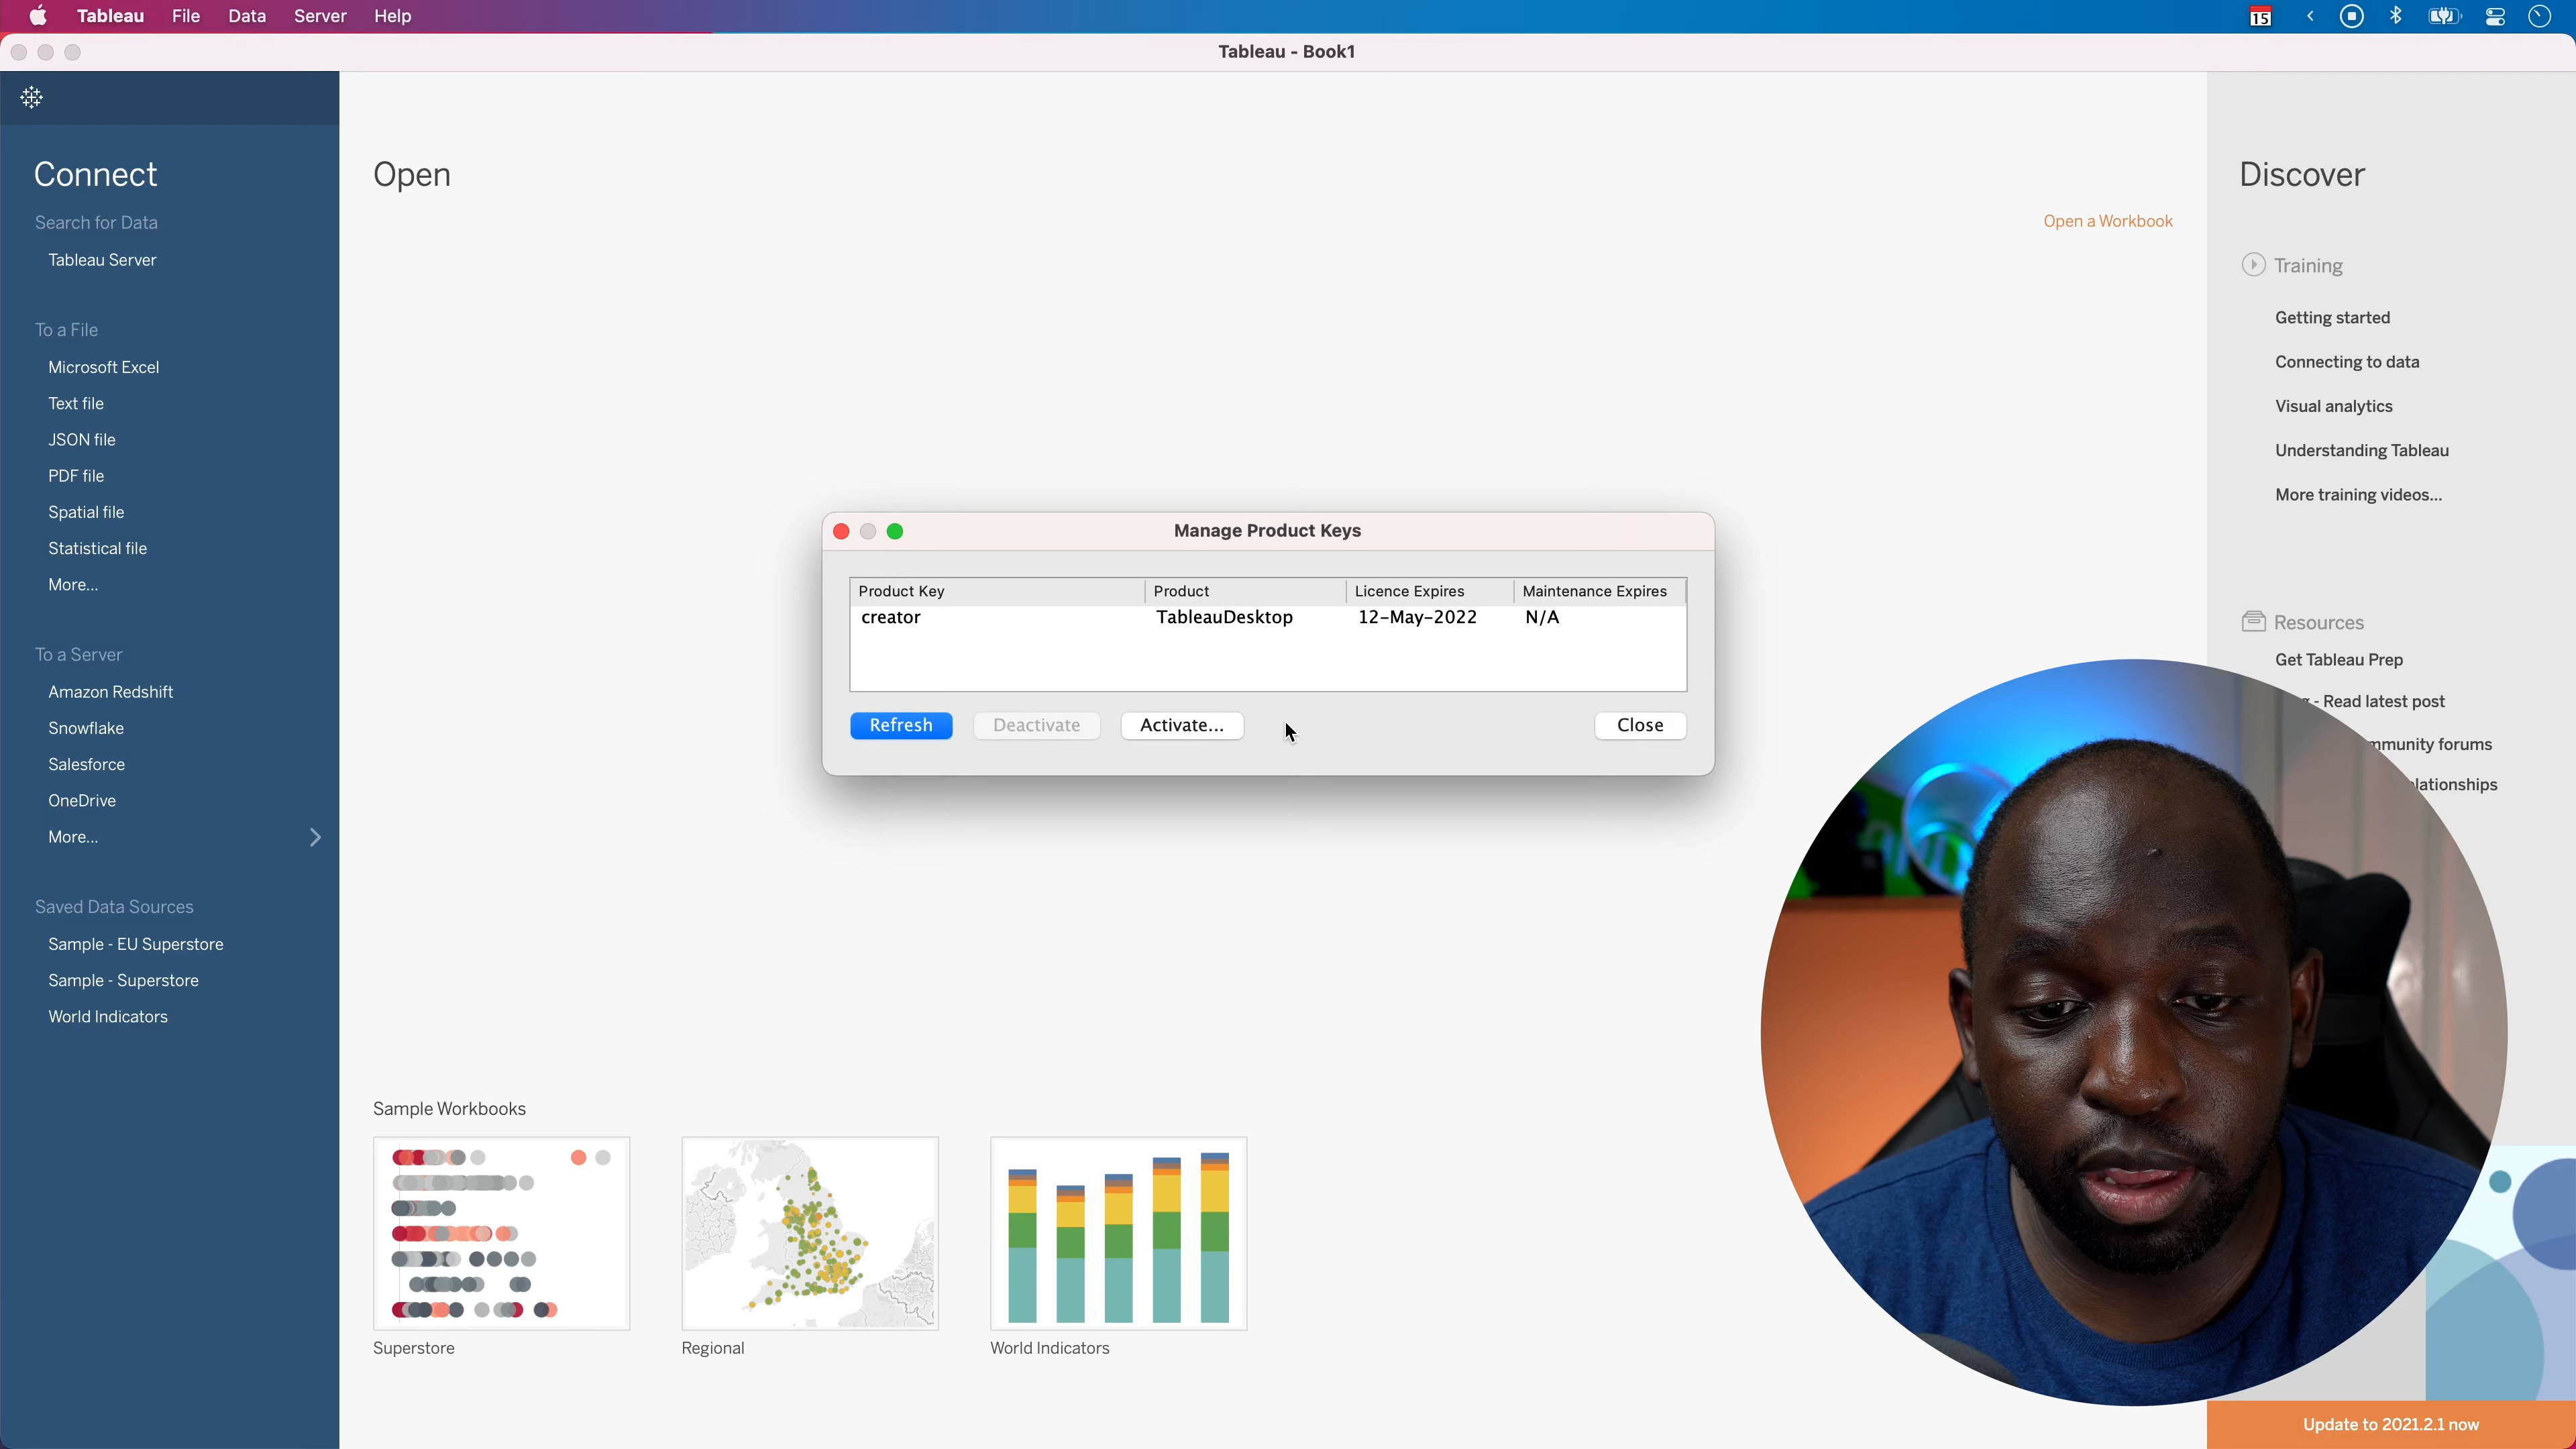 Tableau File Data Server Help
15
Tableau - Book1
Connect
Search for Data
Tableau Server
To a File
Microsoft Excel
Text file
JSON file
PDF file
Spatial file
Statistical file
More...
To a Server
Amazon Redshift
Snowflake
Salesforce
OneDrive
More...
Saved Data Sources
Sample - EU Superstore
Sample - Superstore
World Indicators
Open
Open a Workbook
Manage Product Keys
Product Key Product Licence Expires Maintenance Expires
creator TableauDesktop 12-May-2022 N/A
Refresh Deactivate Activate... Close
Sample Workbooks
Superstore Regional World Indicators
Discover
Training
Getting started
Connecting to data
Visual analytics
Understanding Tableau
More training videos...
Resources
Get Tableau Prep
- Read latest post
forums
Update to 2021.2.1 now